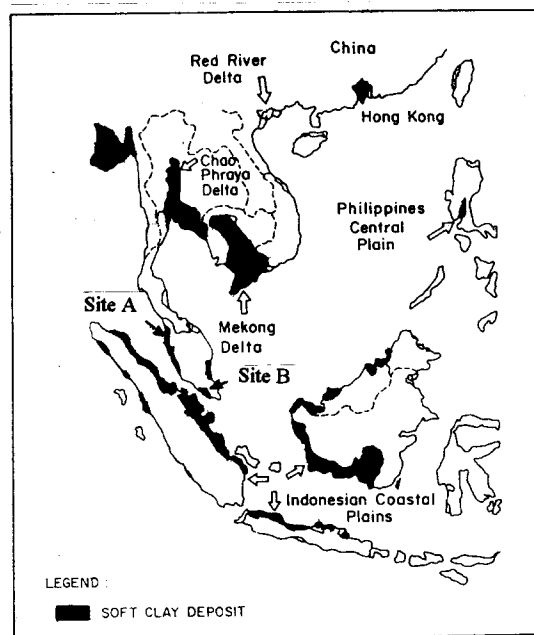 China
Red River
Delta
Hong Kong
Chao
Phraya
Delta
Philippines
Central
Plain
Site A
Mekong
Delta
Site B
Indonesian Coastal
Plains
LEGEND :
SOFT CLAY DEPOSIT